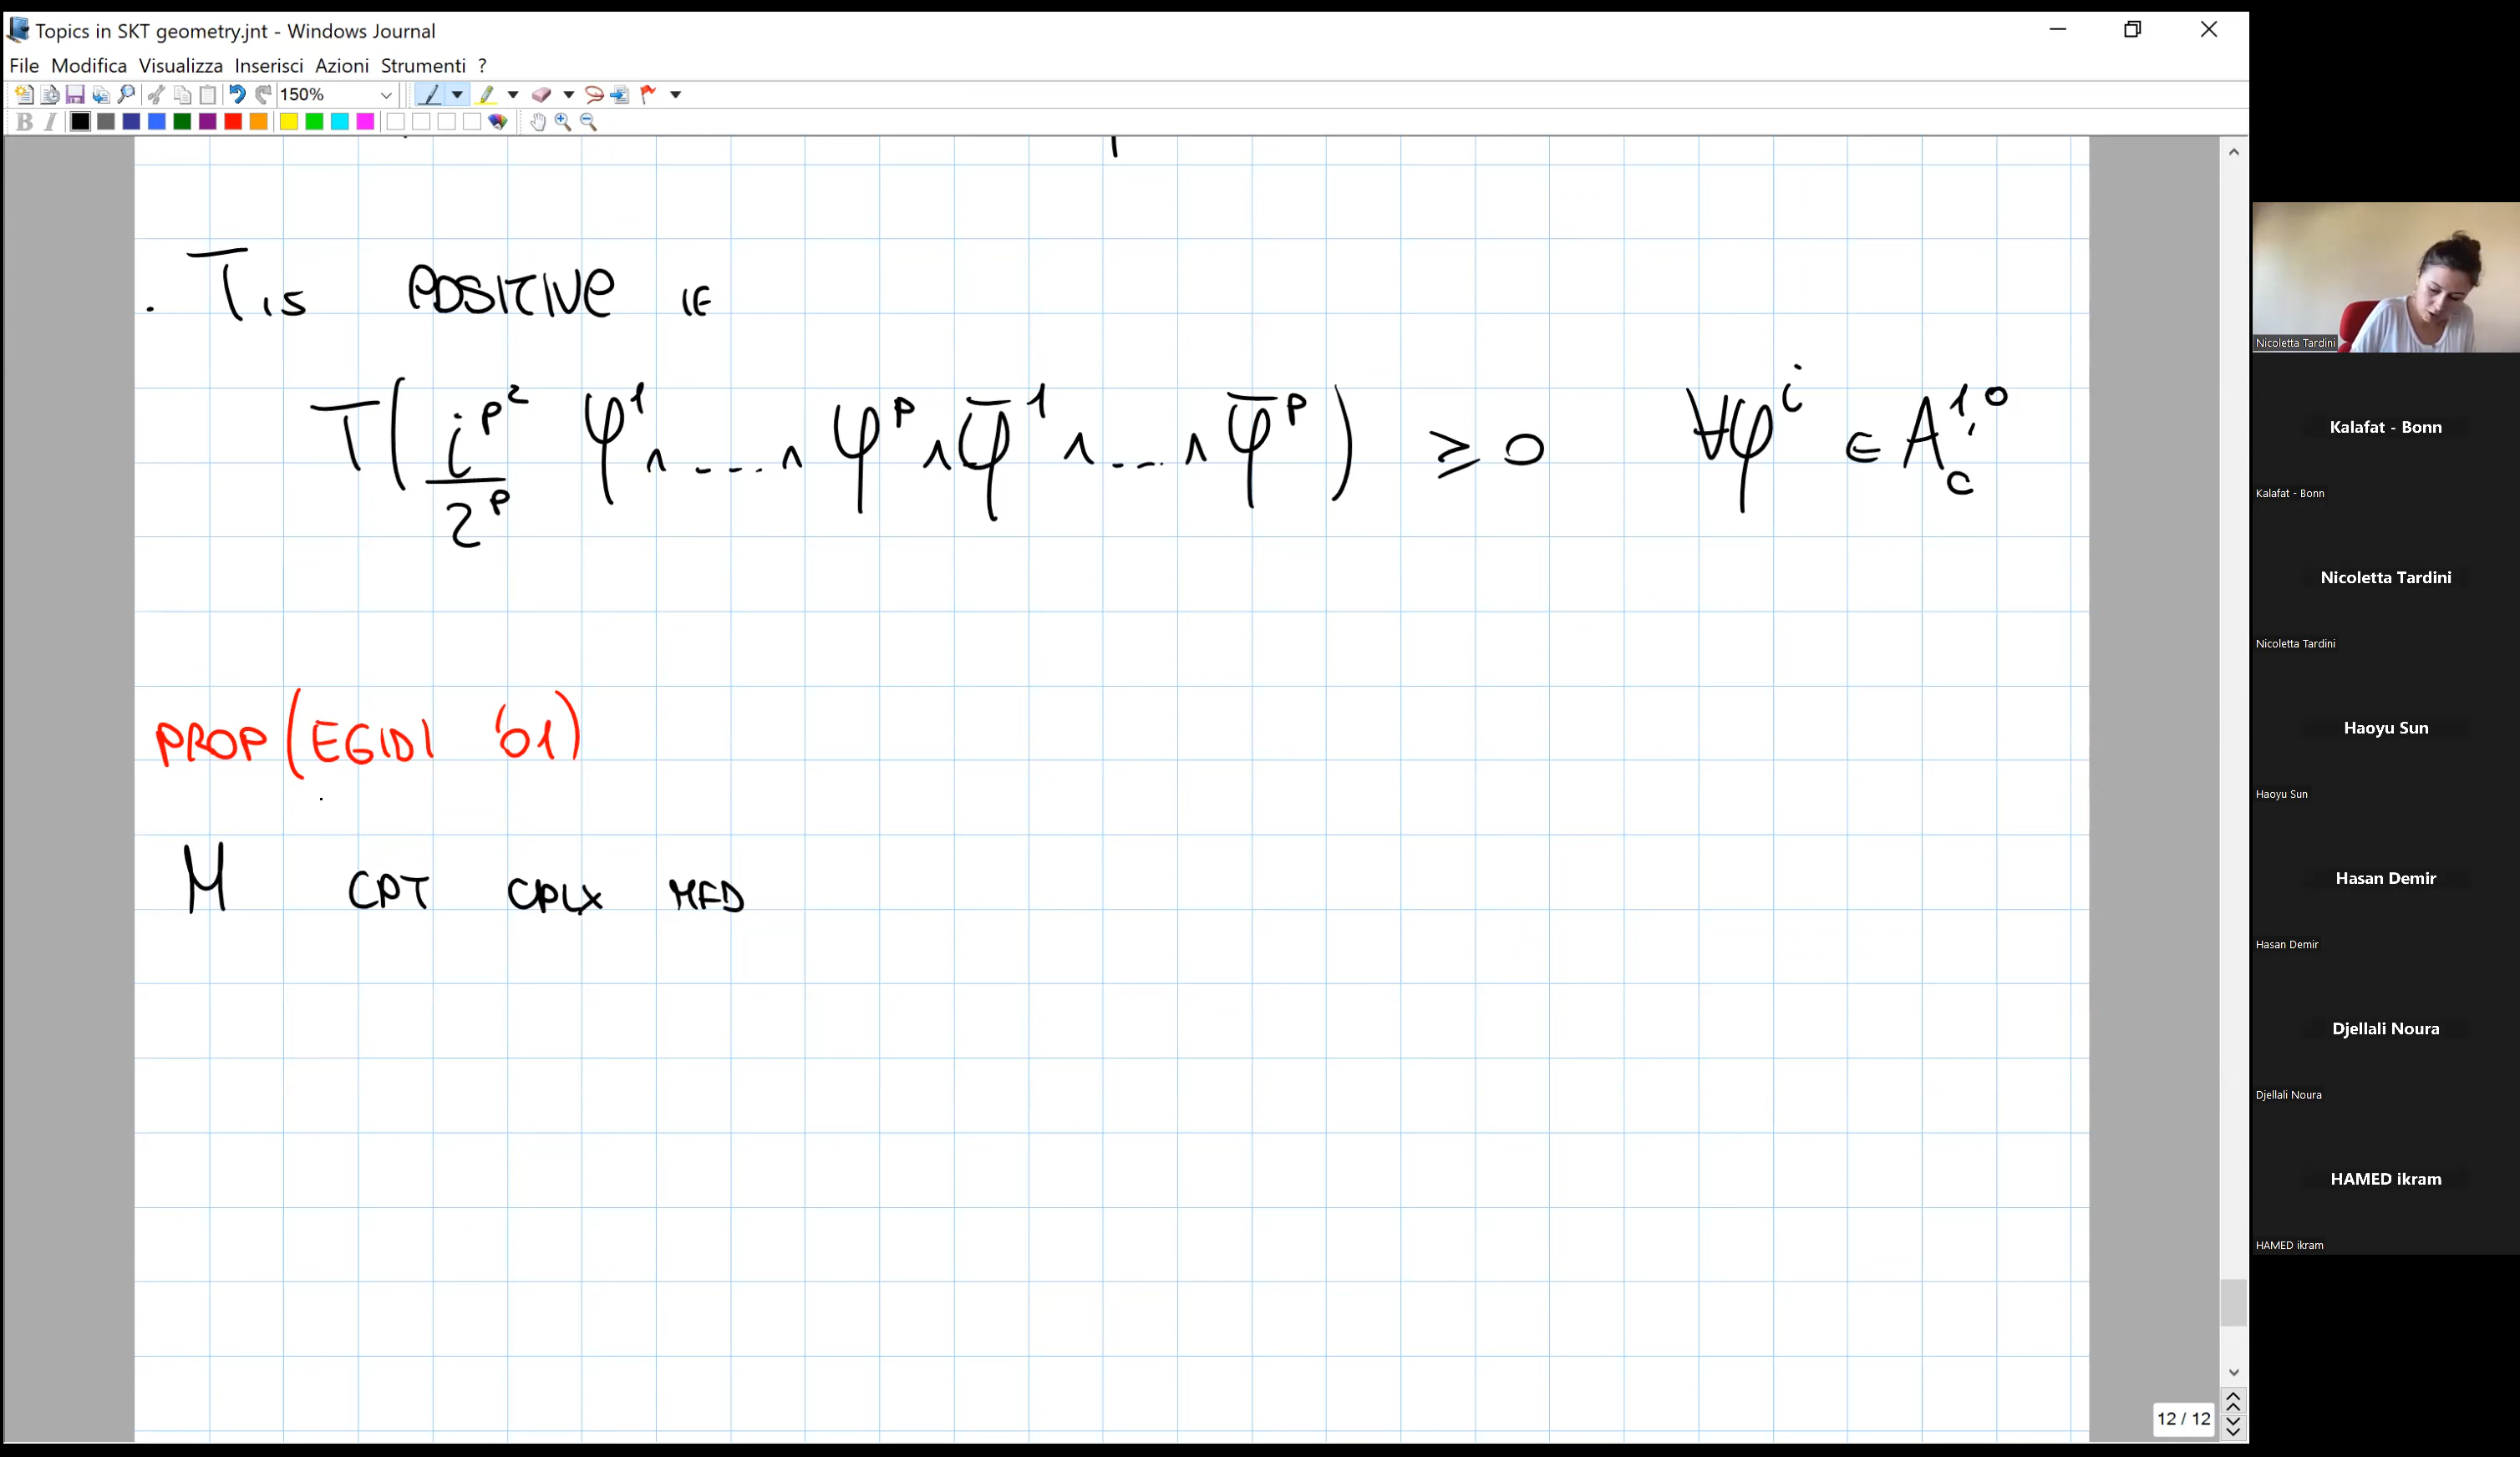 Topics in SKT geometry.jnt - Windows Journal
File Modifica Visualizza Inserisci Azioni Strumenti ?
150%
B I
. T IS POSITIVE IF
T( i^{p^2}/2^p φ^1 ∧ .... ∧ φ^p ∧ φ̄^1 ∧ ... ∧ φ̄^p ) ≥ 0 ∀φ^i ∈ A_c^{1,0}
PROP (EGIDI '01)
M CPT CPLX MFD
12 / 12
Nicoletta Tardini
Kalafat - Bonn
Kalafat - Bonn
Nicoletta Tardini
Nicoletta Tardini
Haoyu Sun
Haoyu Sun
Hasan Demir
Hasan Demir
Djellali Noura
Djellali Noura
HAMED ikram
HAMED ikram